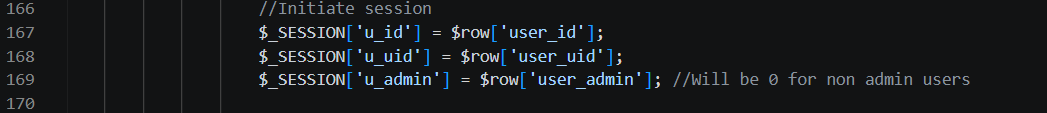 166 //Initiate session
167 $_SESSION['u_id'] = $row['user_id'];
168 $_SESSION['u_uid'] = $row['user_uid'];
169 $_SESSION['u_admin'] = $row['user_admin']; //Will be 0 for non admin users
170